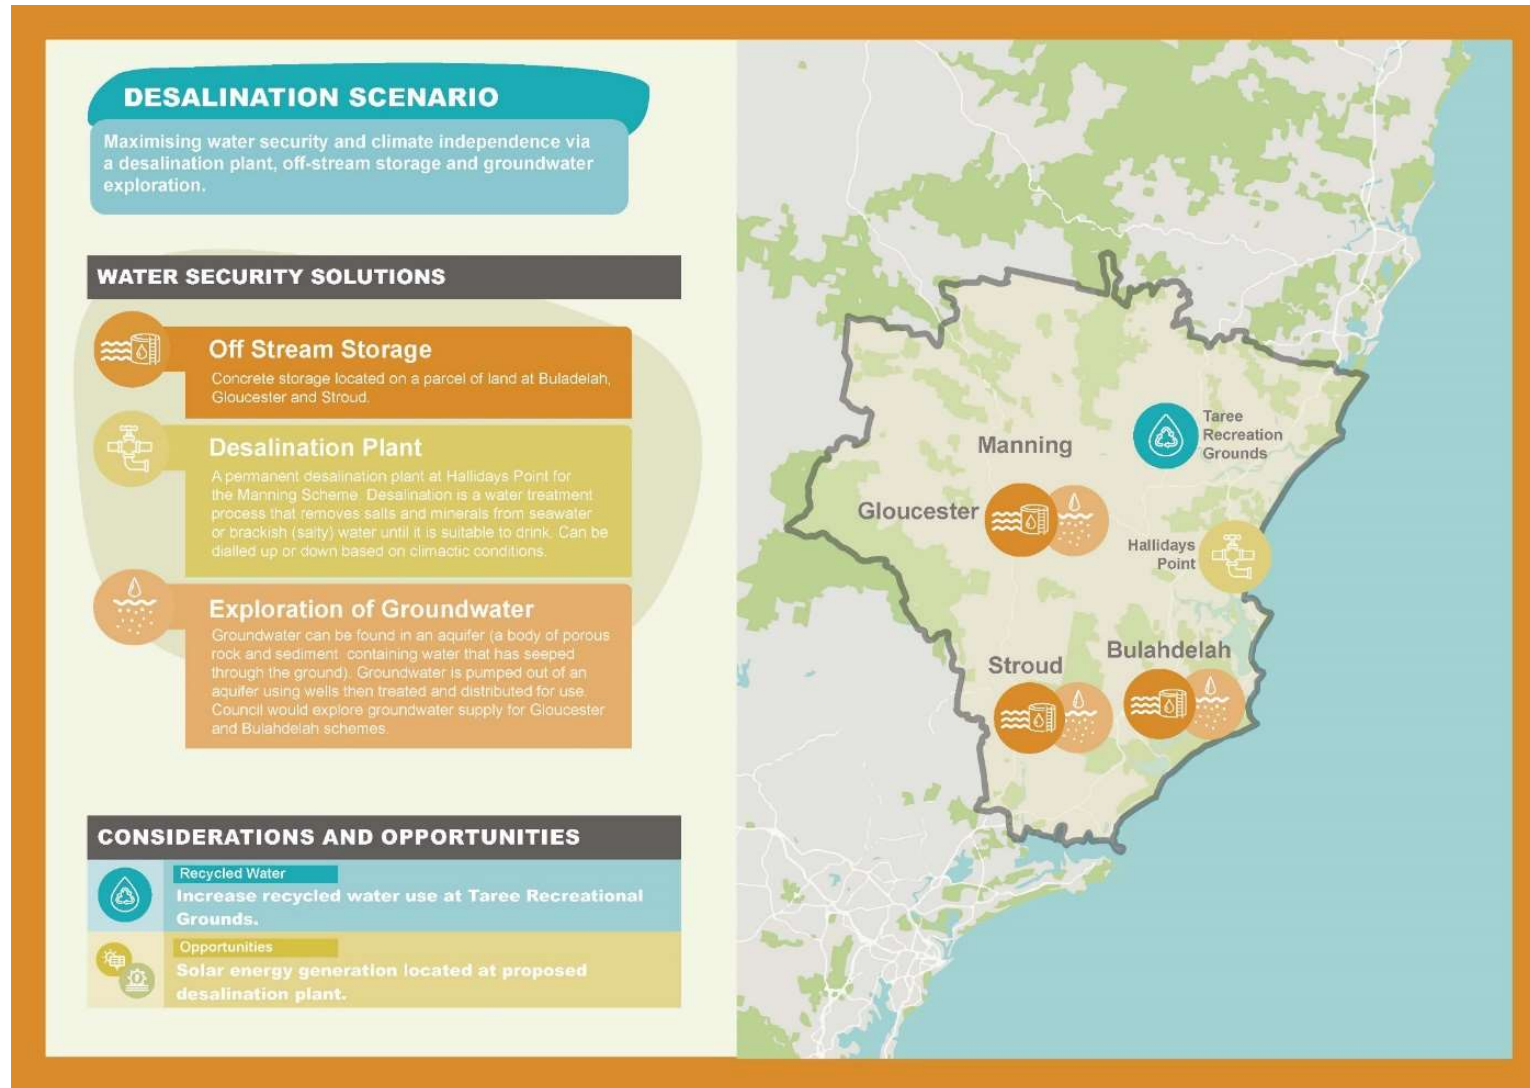 DESALINATION SCENARIO
Maximising water security and climate independence via
a desalination plant, off-stream storage and groundwater
exploration.
WATER SECURITY SOLUTIONS
Off Stream Storage
Concrete storage located on a parcel of land at Buladelah,
Gloucester and Stroud.
Desalination Plant
A permanent desalination plant at Hallidays Point for
the Manning Scheme. Desalination is a water treatment
process that removes salts and minerals from seawater
or brackish (salty) water until it is suitable to drink. Can be
dialled up or down based on climactic conditions.
Exploration of Groundwater
Groundwater can be found in an aquifer (a body of porous
rock and sediment containing water that has seeped
through the ground). Groundwater is pumped out of an
aquifer using wells then treated and distributed for use.
Council would explore groundwater supply for Gloucester
and Bulahdelah schemes.
CONSIDERATIONS AND OPPORTUNITIES
Recycled Water
Increase recycled water use at Taree Recreational
Grounds.
Opportunities
Solar energy generation located at proposed
desalination plant.
Taree
Recreation
Grounds
Manning
Gloucester
Hallidays
Point
Bulahdelah
Stroud